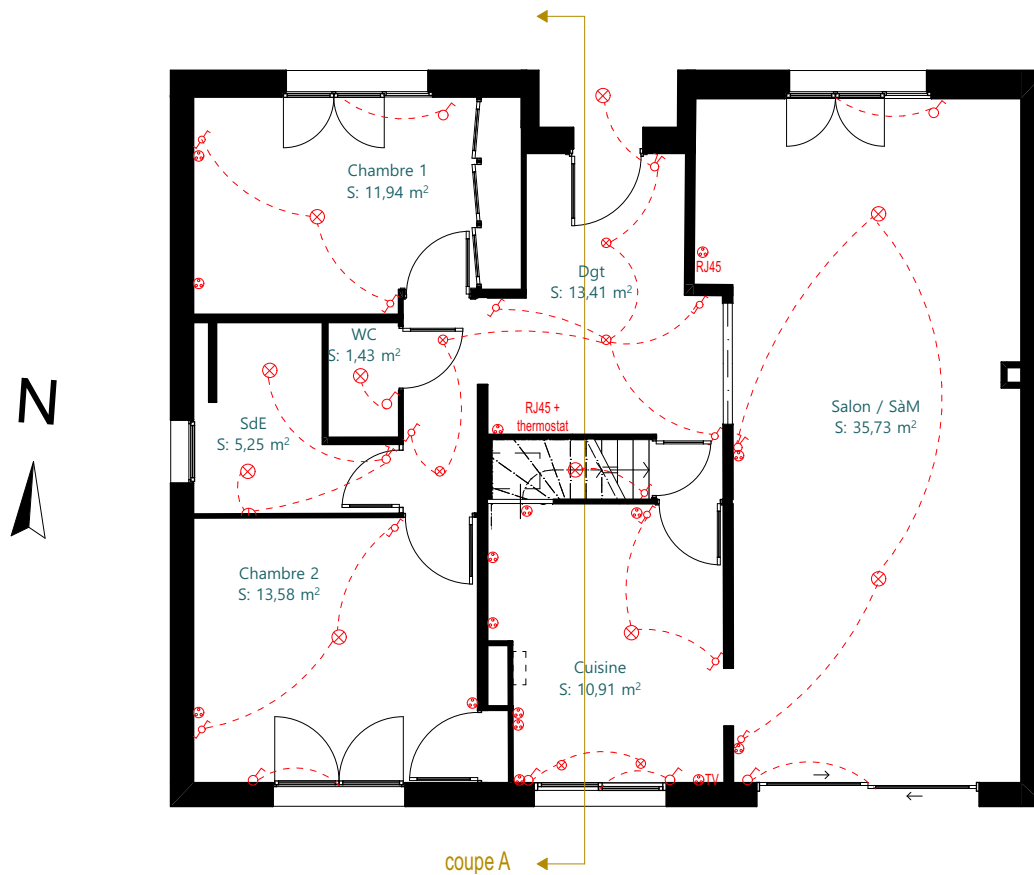 Chambre 1
S: 11,94 m²
RJ45
Dgt
S: 13,41 m²
WC
S: 1,43 m²
N
SdE
S: 5,25 m²
RJ45 +
thermostat
Salon / SàM
S: 35,73 m²
Chambre 2
S: 13,58 m²
Cuisine
S: 10,91 m²
TV
coupe A